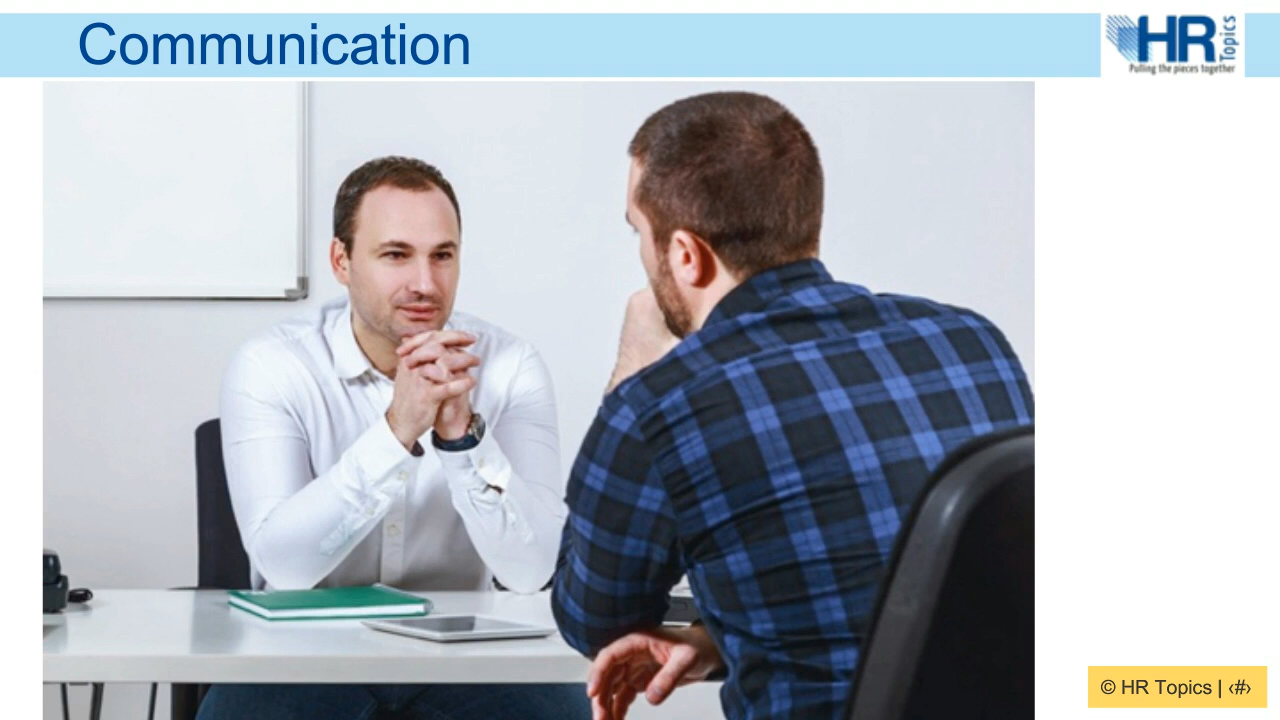 Communication
HR
Topics
Pulling the pieces together
© HR Topics | ‹#›